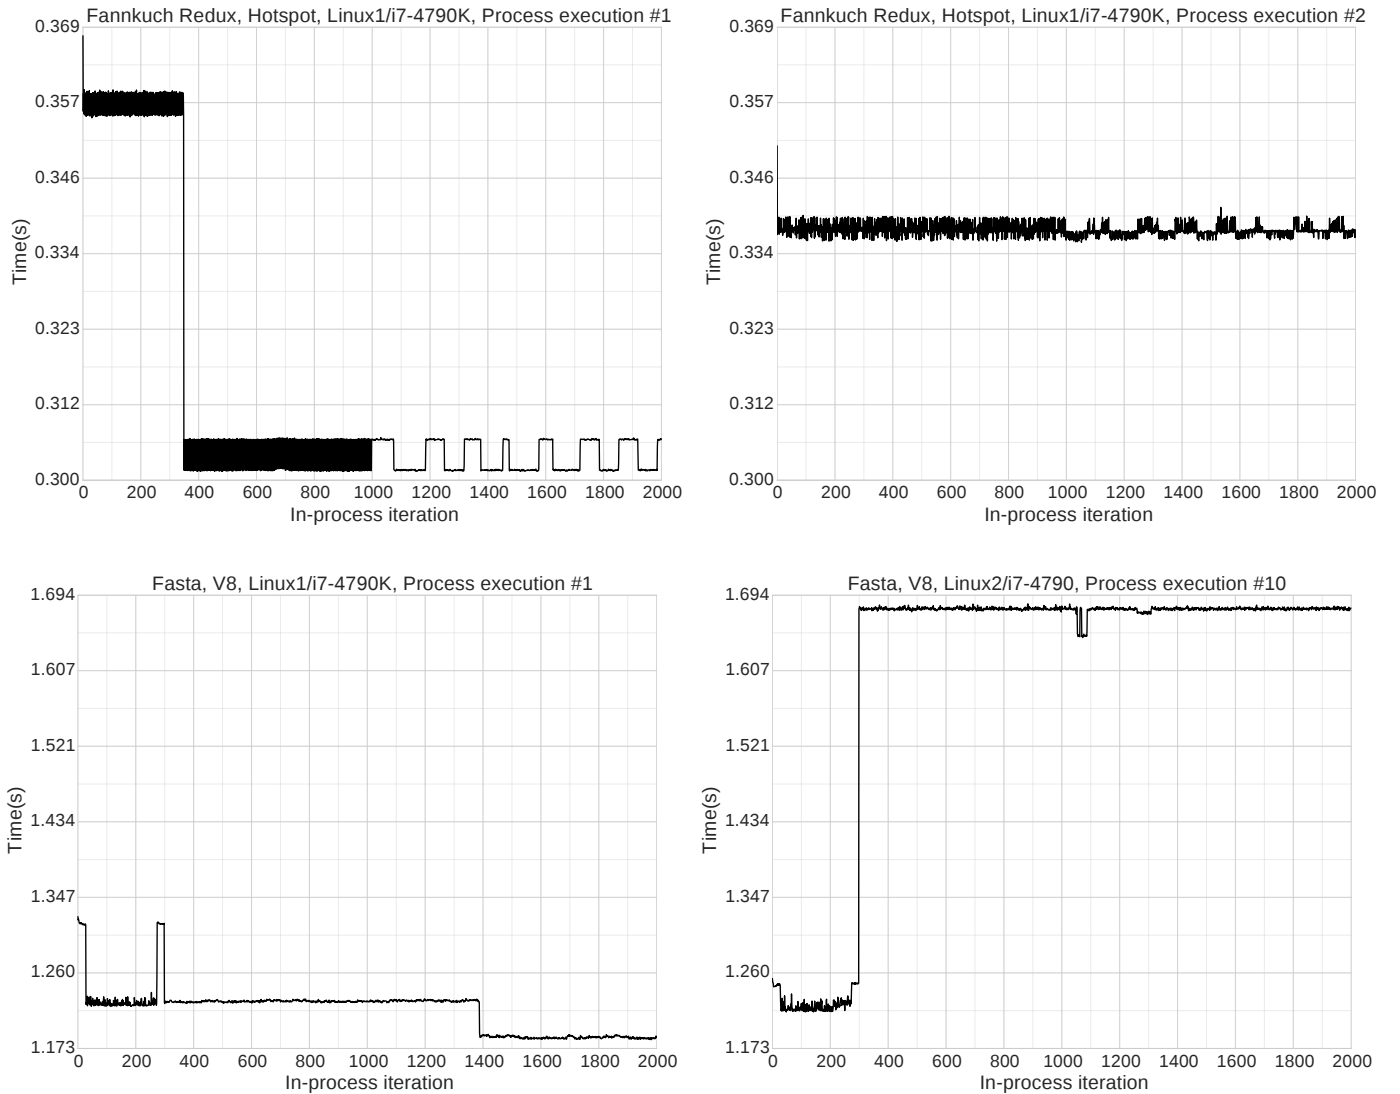 Fannkuch Redux, Hotspot, Linux1/i7-4790K, Process execution #1
0.369
0.357
0.346
0.334
0.323
0.312
0.300
Time(s)
0 200 400 600 800 1000 1200 1400 1600 1800 2000
In-process iteration
Fannkuch Redux, Hotspot, Linux1/i7-4790K, Process execution #2
0.369
0.357
0.346
0.334
0.323
0.312
0.300
Time(s)
0 200 400 600 800 1000 1200 1400 1600 1800 2000
In-process iteration
Fasta, V8, Linux1/i7-4790K, Process execution #1
1.694
1.607
1.521
1.434
1.347
1.260
1.173
Time(s)
0 200 400 600 800 1000 1200 1400 1600 1800 2000
In-process iteration
Fasta, V8, Linux2/i7-4790, Process execution #10
1.694
1.607
1.521
1.434
1.347
1.260
1.173
Time(s)
0 200 400 600 800 1000 1200 1400 1600 1800 2000
In-process iteration